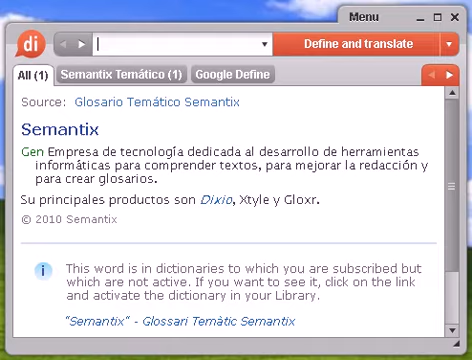 Menu
di
Define and translate
All (1)
Semantix Temático (1)
Google Define
Source: Glosario Temático Semantix
Semantix
Gen Empresa de tecnología dedicada al desarrollo de herramientas
informáticas para comprender textos, para mejorar la redacción y
para crear glosarios.
Su principales productos son Dixio, Xtyle y Gloxr.
© 2010 Semantix
This word is in dictionaries to which you are subscribed but
which are not active. If you want to see it, click on the link
and activate the dictionary in your Library.
"Semantix" - Glossari Temàtic Semantix